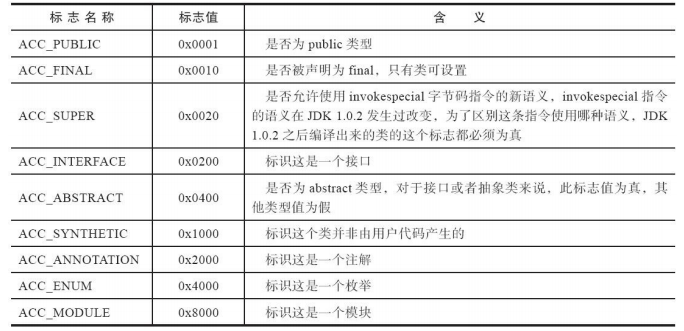 标志名称 标志值 含 义
ACC_PUBLIC 0x0001 是否为 public 类型
ACC_FINAL 0x0010 是否被声明为 final，只有类可设置
是否允许使用 invokespecial 字节码指令的新语义，invokespecial 指令
ACC_SUPER 0x0020 的语义在 JDK 1.0.2 发生过改变，为了区别这条指令使用哪种语义，JDK
1.0.2 之后编译出来的类的这个标志都必须为真
ACC_INTERFACE 0x0200 标识这是一个接口
ACC_ABSTRACT 0x0400 是否为 abstract 类型，对于接口或者抽象类来说，此标志值为真，其
他类型值为假
ACC_SYNTHETIC 0x1000 标识这个类并非由用户代码产生的
ACC_ANNOTATION 0x2000 标识这是一个注解
ACC_ENUM 0x4000 标识这是一个枚举
ACC_MODULE 0x8000 标识这是一个模块